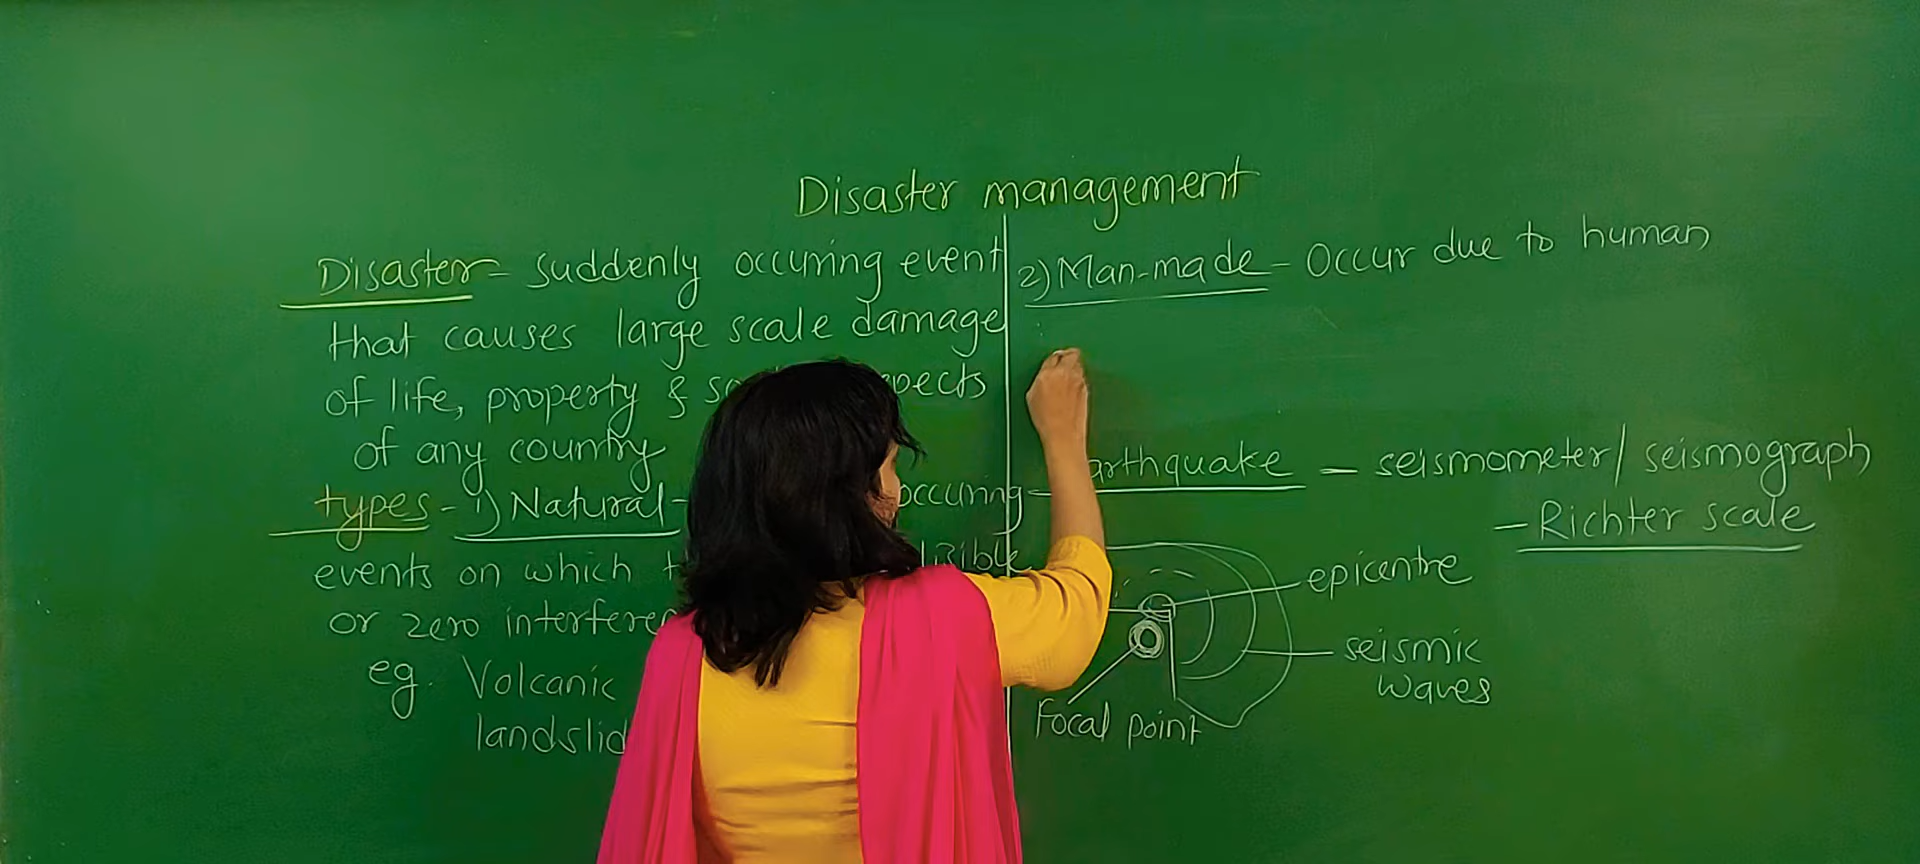 Disaster management
Disaster - suddenly occuring event
that causes large scale damage
of life, property &
of any country
types - 1) Natural - occuring
events on which
or zero
eg. Volcanic
2) Man-made - Occur due to human
seismometer/ seismograph
- Richter scale
epicentre
seismic
waves
Focal point